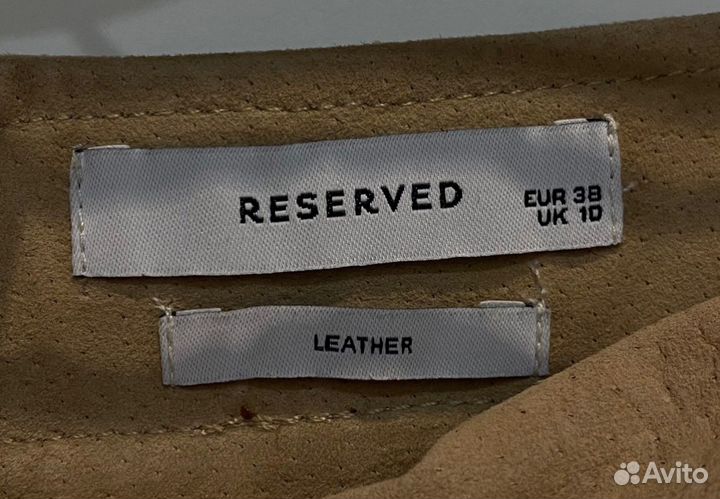 RESERVED
EUR 38
UK 10
LEATHER
Avito